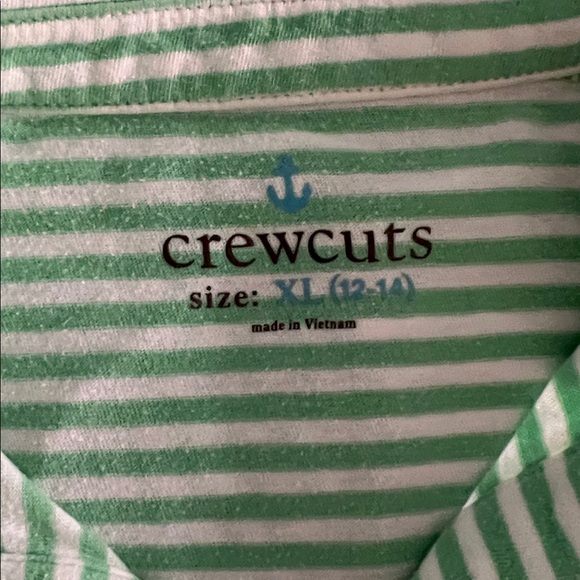 crewcuts
size: XL (12-14)
made in Vietnam